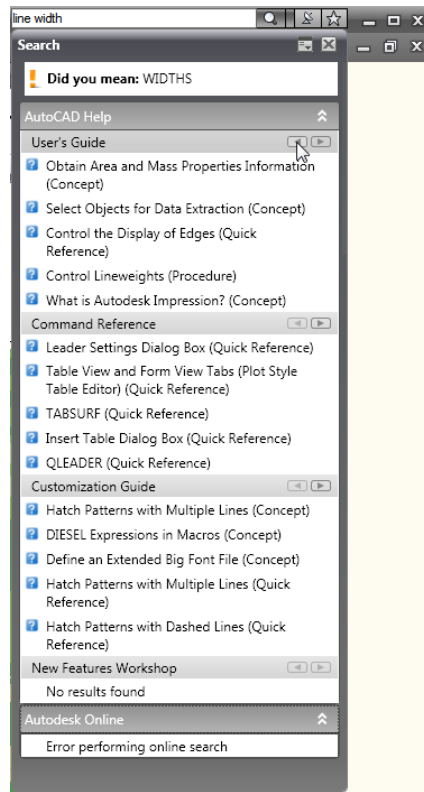 line width
Search
Did you mean: WIDTHS
AutoCAD Help
User's Guide
Obtain Area and Mass Properties Information
(Concept)
Select Objects for Data Extraction (Concept)
Control the Display of Edges (Quick
Reference)
Control Lineweights (Procedure)
What is Autodesk Impression? (Concept)
Command Reference
Leader Settings Dialog Box (Quick Reference)
Table View and Form View Tabs (Plot Style
Table Editor) (Quick Reference)
TABSURF (Quick Reference)
Insert Table Dialog Box (Quick Reference)
QLEADER (Quick Reference)
Customization Guide
Hatch Patterns with Multiple Lines (Concept)
DIESEL Expressions in Macros (Concept)
Define an Extended Big Font File (Concept)
Hatch Patterns with Multiple Lines (Quick
Reference)
Hatch Patterns with Dashed Lines (Quick
Reference)
New Features Workshop
No results found
Autodesk Online
Error performing online search